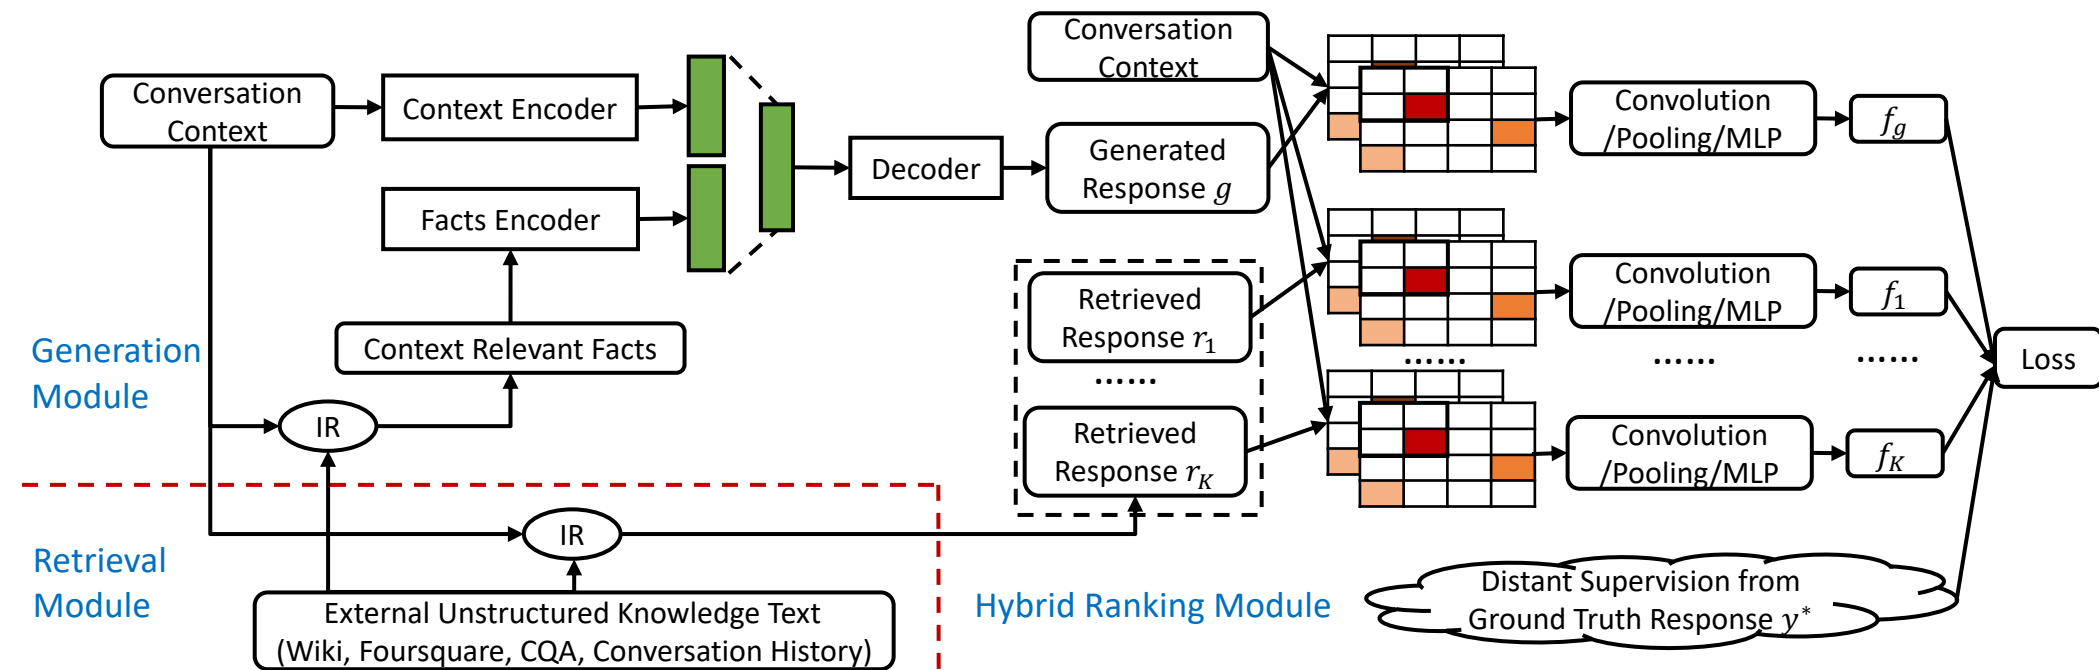 Conversation
Context
Context Encoder
Facts Encoder
Context Relevant Facts
IR
Generation
Module
Decoder
Retrieval
Module
IR
External Unstructured Knowledge Text
(Wiki, Foursquare, CQA, Conversation History)
Conversation
Context
Generated
Response g
Retrieved
Response r_1
......
Retrieved
Response r_K
Convolution
/Pooling/MLP
f_g
Convolution
/Pooling/MLP
f_1
......
......
......
Convolution
/Pooling/MLP
f_K
Loss
Hybrid Ranking Module
Distant Supervision from
Ground Truth Response y*